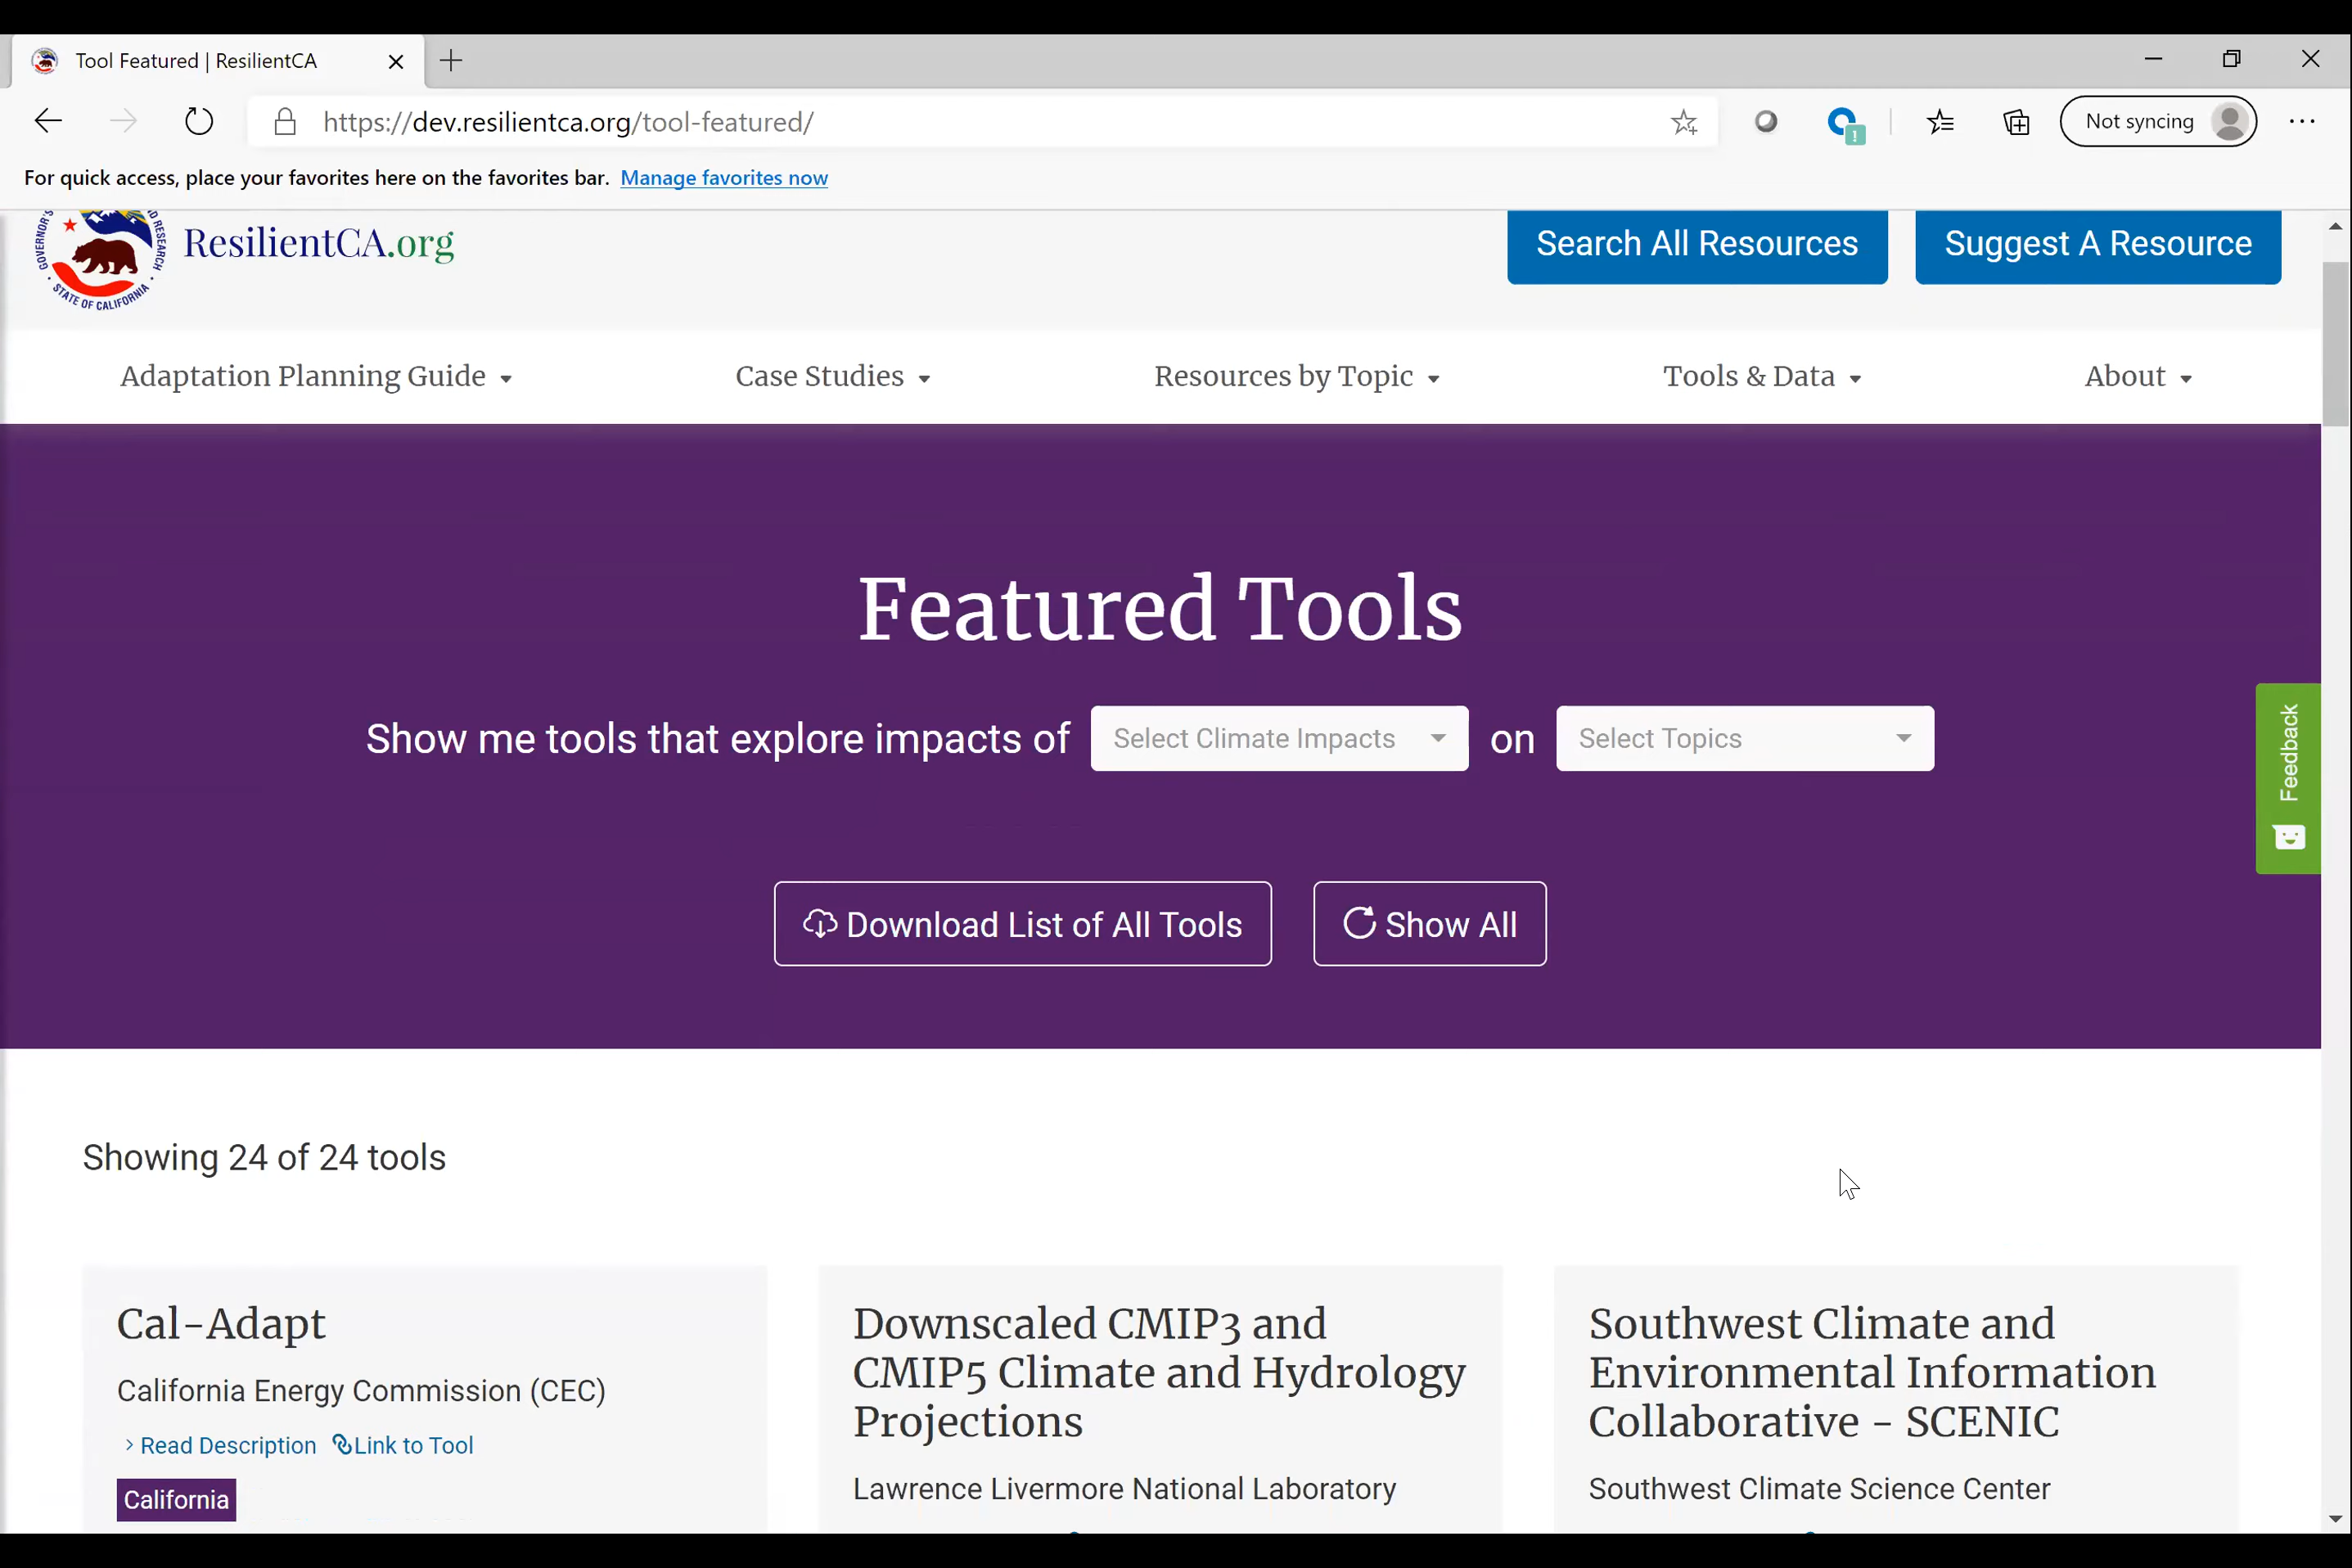 Tool Featured | ResilientCA
https://dev.resilientca.org/tool-featured/
Not syncing
For quick access, place your favorites here on the favorites bar. Manage favorites now
GOVERNOR'S
RESEARCH
STATE OF CALIFORNIA
ResilientCA.org
Search All Resources
Suggest A Resource
Adaptation Planning Guide
Case Studies
Resources by Topic
Tools & Data
About
Featured Tools
Show me tools that explore impacts of Select Climate Impacts on Select Topics
Feedback
Download List of All Tools
Show All
Showing 24 of 24 tools
Cal-Adapt
California Energy Commission (CEC)
Read Description Link to Tool
California
Downscaled CMIP3 and
CMIP5 Climate and Hydrology
Projections
Lawrence Livermore National Laboratory
Southwest Climate and
Environmental Information
Collaborative - SCENIC
Southwest Climate Science Center